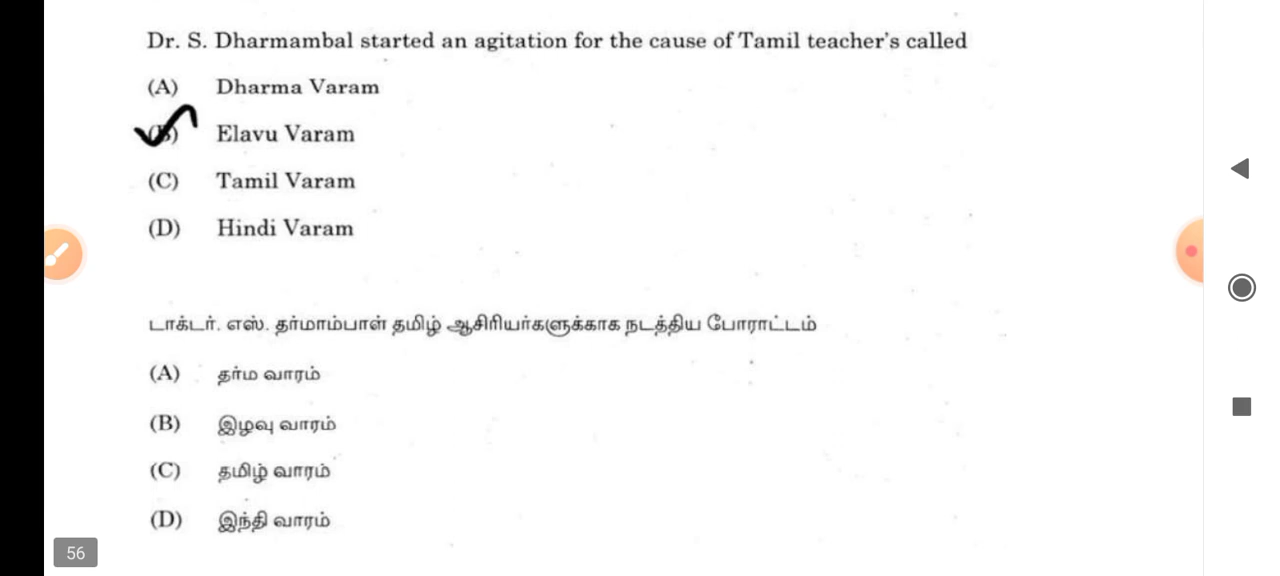 Dr. S. Dharmambal started an agitation for the cause of Tamil teacher's called
(A) Dharma Varam
(B) Elavu Varam
(C) Tamil Varam
(D) Hindi Varam
டாக்டர். எஸ். தர்மாம்பாள் தமிழ் ஆசிரியர்களுக்காக நடத்திய போராட்டம்
(A) தர்ம வாரம்
(B) இழவு வாரம்
(C) தமிழ் வாரம்
(D) இந்தி வாரம்
56